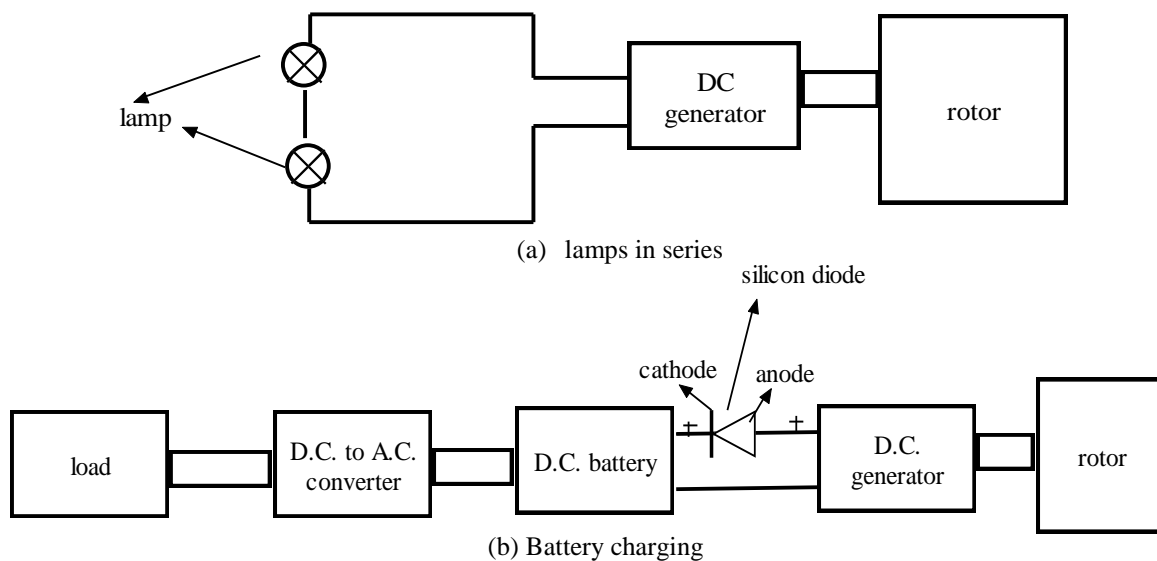 DC
generator
rotor
lamp
(a) lamps in series
silicon diode
cathode
anode
load
D.C. to A.C.
converter
D.C. battery
+
+
D.C.
generator
rotor
(b) Battery charging